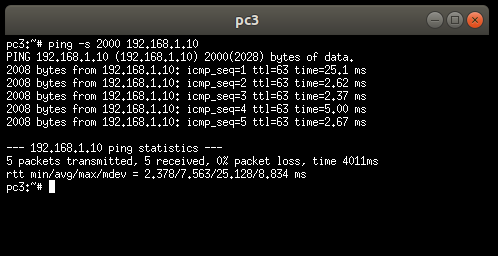 pc3
pc3:~# ping -s 2000 192.168.1.10
PING 192.168.1.10 (192.168.1.10) 2000(2028) bytes of data.
2008 bytes from 192.168.1.10: icmp_seq=1 ttl=63 time=25.1 ms
2008 bytes from 192.168.1.10: icmp_seq=2 ttl=63 time=2.62 ms
2008 bytes from 192.168.1.10: icmp_seq=3 ttl=63 time=2.37 ms
2008 bytes from 192.168.1.10: icmp_seq=4 ttl=63 time=5.00 ms
2008 bytes from 192.168.1.10: icmp_seq=5 ttl=63 time=2.67 ms
--- 192.168.1.10 ping statistics ---
5 packets transmitted, 5 received, 0% packet loss, time 4011ms
rtt min/avg/max/mdev = 2.378/7.563/25.128/8.834 ms
pc3:~#